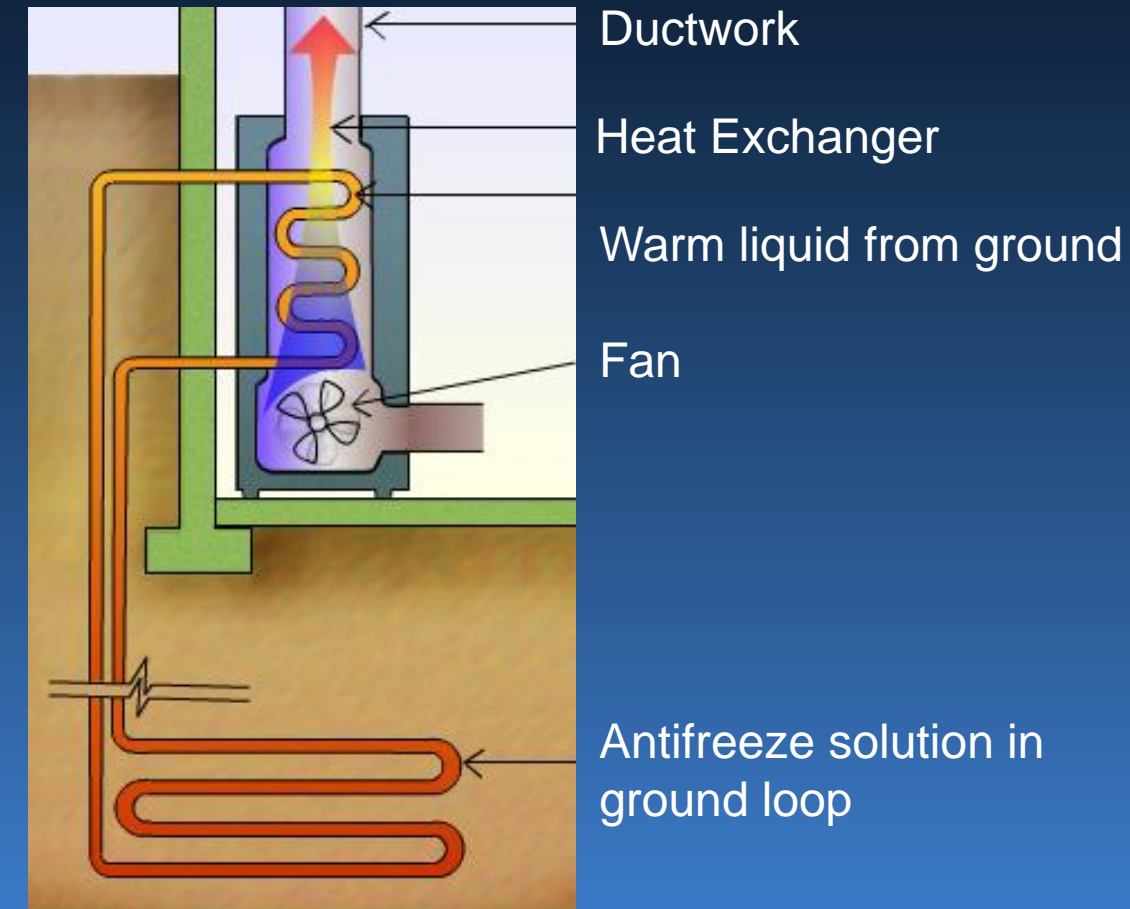 Ductwork
Heat Exchanger
Warm liquid from ground
Fan
Antifreeze solution in
ground loop